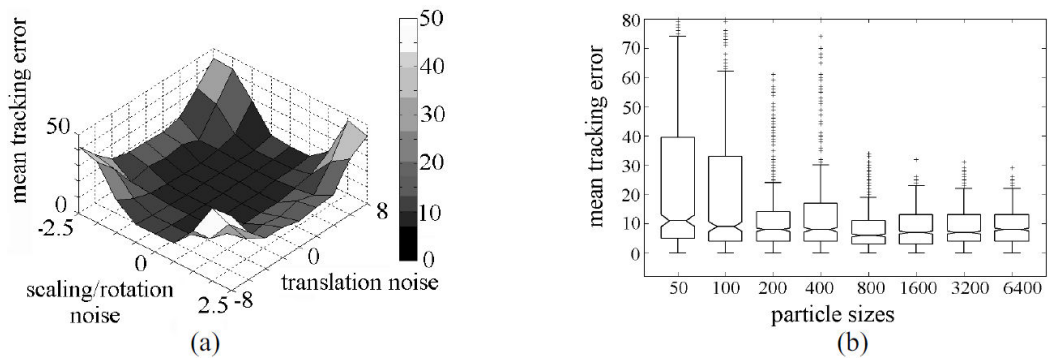 mean tracking error
50
0
-2.5
0
2.5
scaling/rotation
noise
-8
0
8
translation noise
50
40
30
20
10
0
(a)
mean tracking error
80
70
60
50
40
30
20
10
0
50 100 200 400 800 1600 3200 6400
particle sizes
(b)